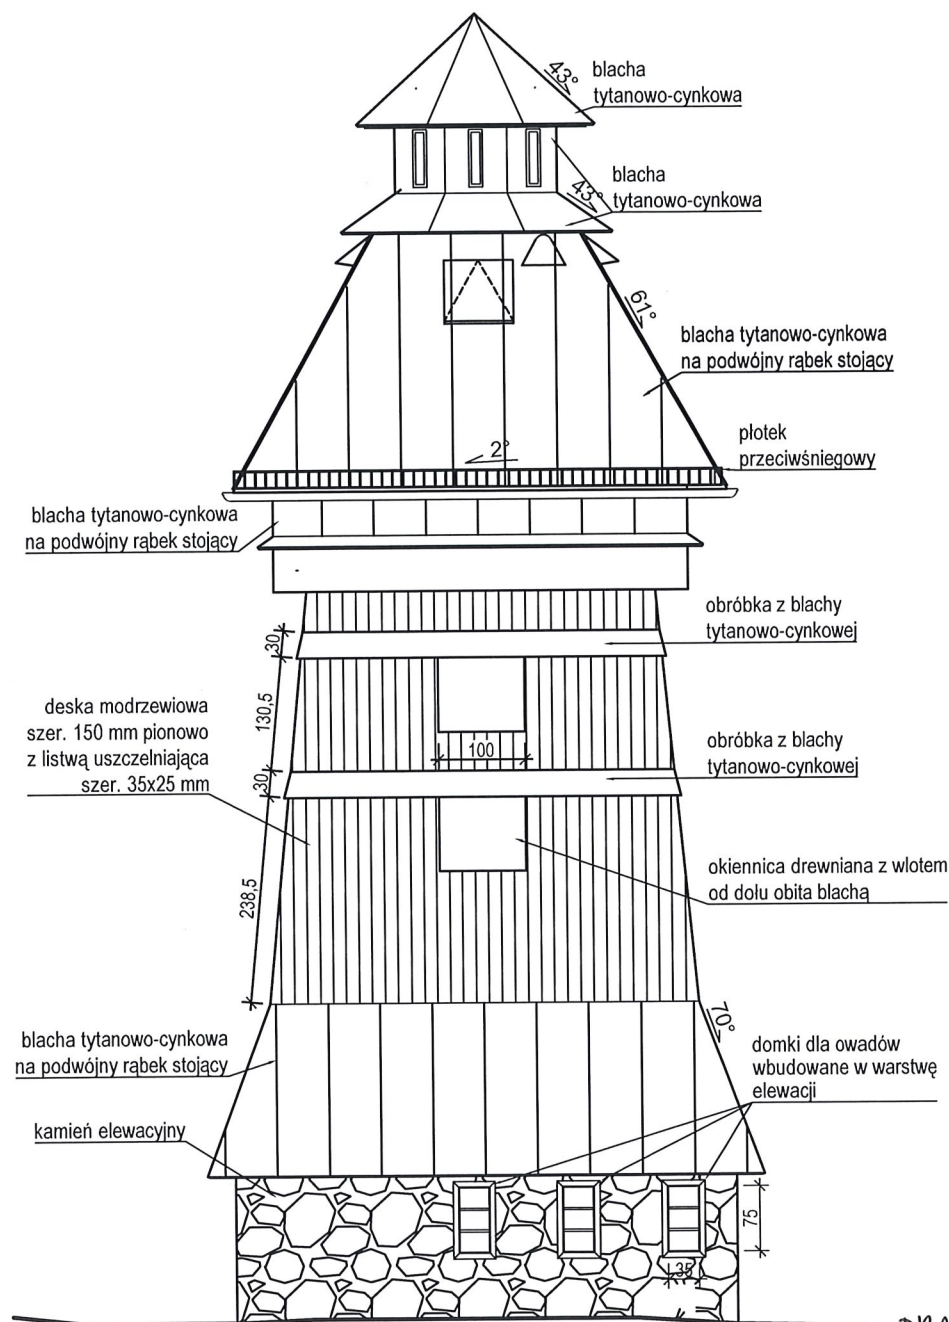 43°
blacha
tytanowo-cynkowa
blacha
43°
tytanowo-cynkowa
61°
blacha tytanowo-cynkowa
na podwójny rąbek stojący
płotek
przeciwśniegowy
2°
blacha tytanowo-cynkowa
na podwójny rąbek stojący
obróbka z blachy
tytanowo-cynkowej
30
130,5
deska modrzewiowa
szer. 150 mm pionowo
z listwą uszczelniająca
szer. 35x25 mm
100
obróbka z blachy
tytanowo-cynkowej
30
okiennica drewniana z wlotem
od dołu obita blachą
238,5
70°
blacha tytanowo-cynkowa
na podwójny rąbek stojący
domki dla owadów
wbudowane w warstwę
elewacji
kamień elewacyjny
75
35